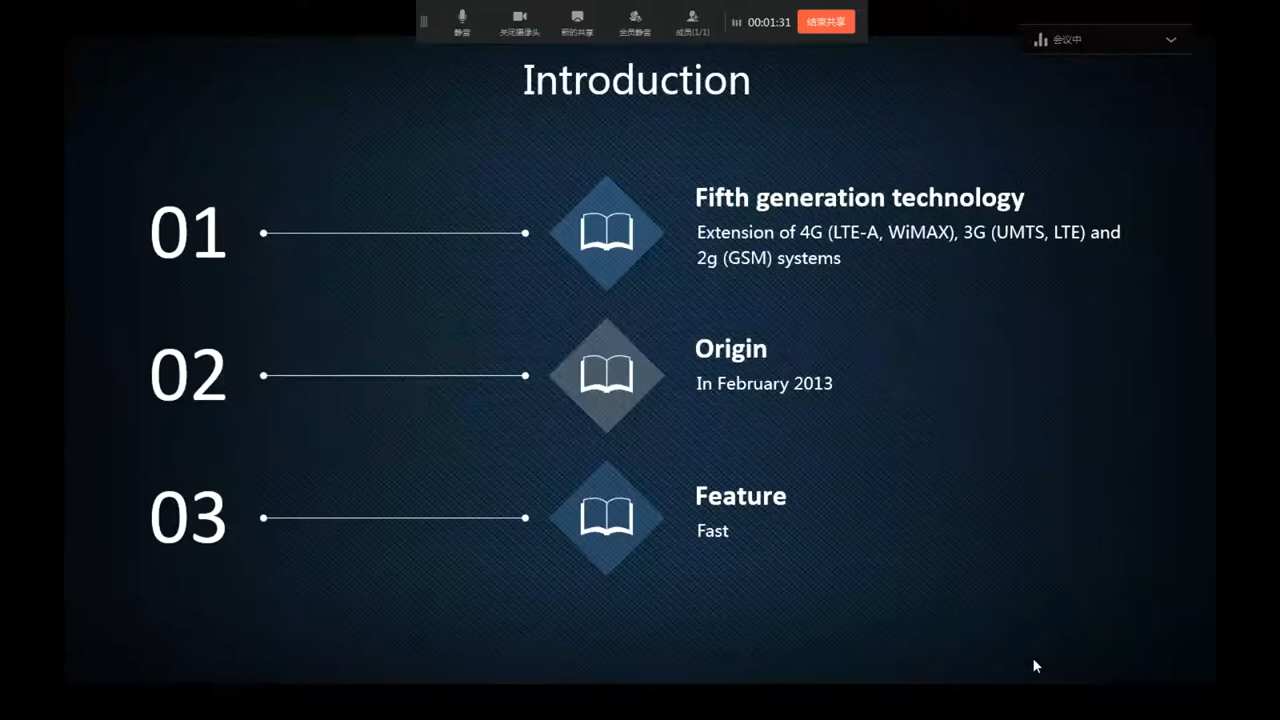 静音
关闭摄像头
新的共享
全员静音
成员(1/1)
00:01:31
结束共享
会议中
Introduction
01
Fifth generation technology
Extension of 4G (LTE-A, WiMAX), 3G (UMTS, LTE) and
2g (GSM) systems
02
Origin
In February 2013
03
Feature
Fast